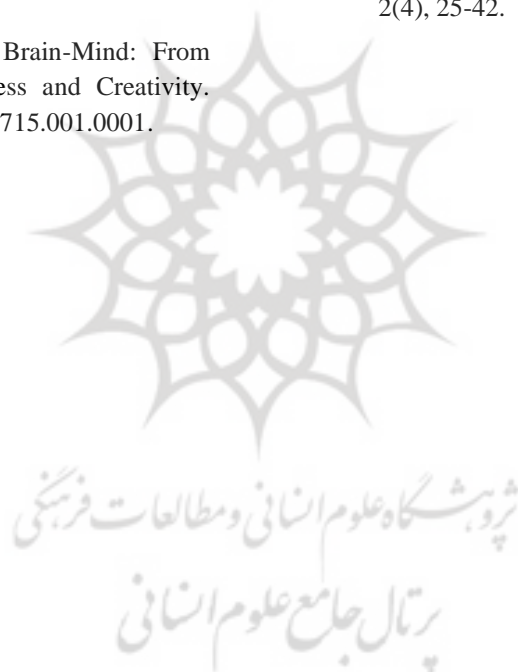 2(4), 25-42.
Brain-Mind: From
ess and Creativity.
715.001.0001.
پژوهشگاه علوم انسانی و مطالعات فرهنگی
پرتال جامع علوم انسانی